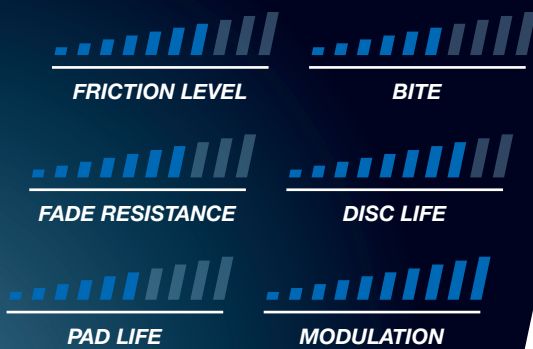 FRICTION LEVEL
BITE
FADE RESISTANCE
DISC LIFE
PAD LIFE
MODULATION